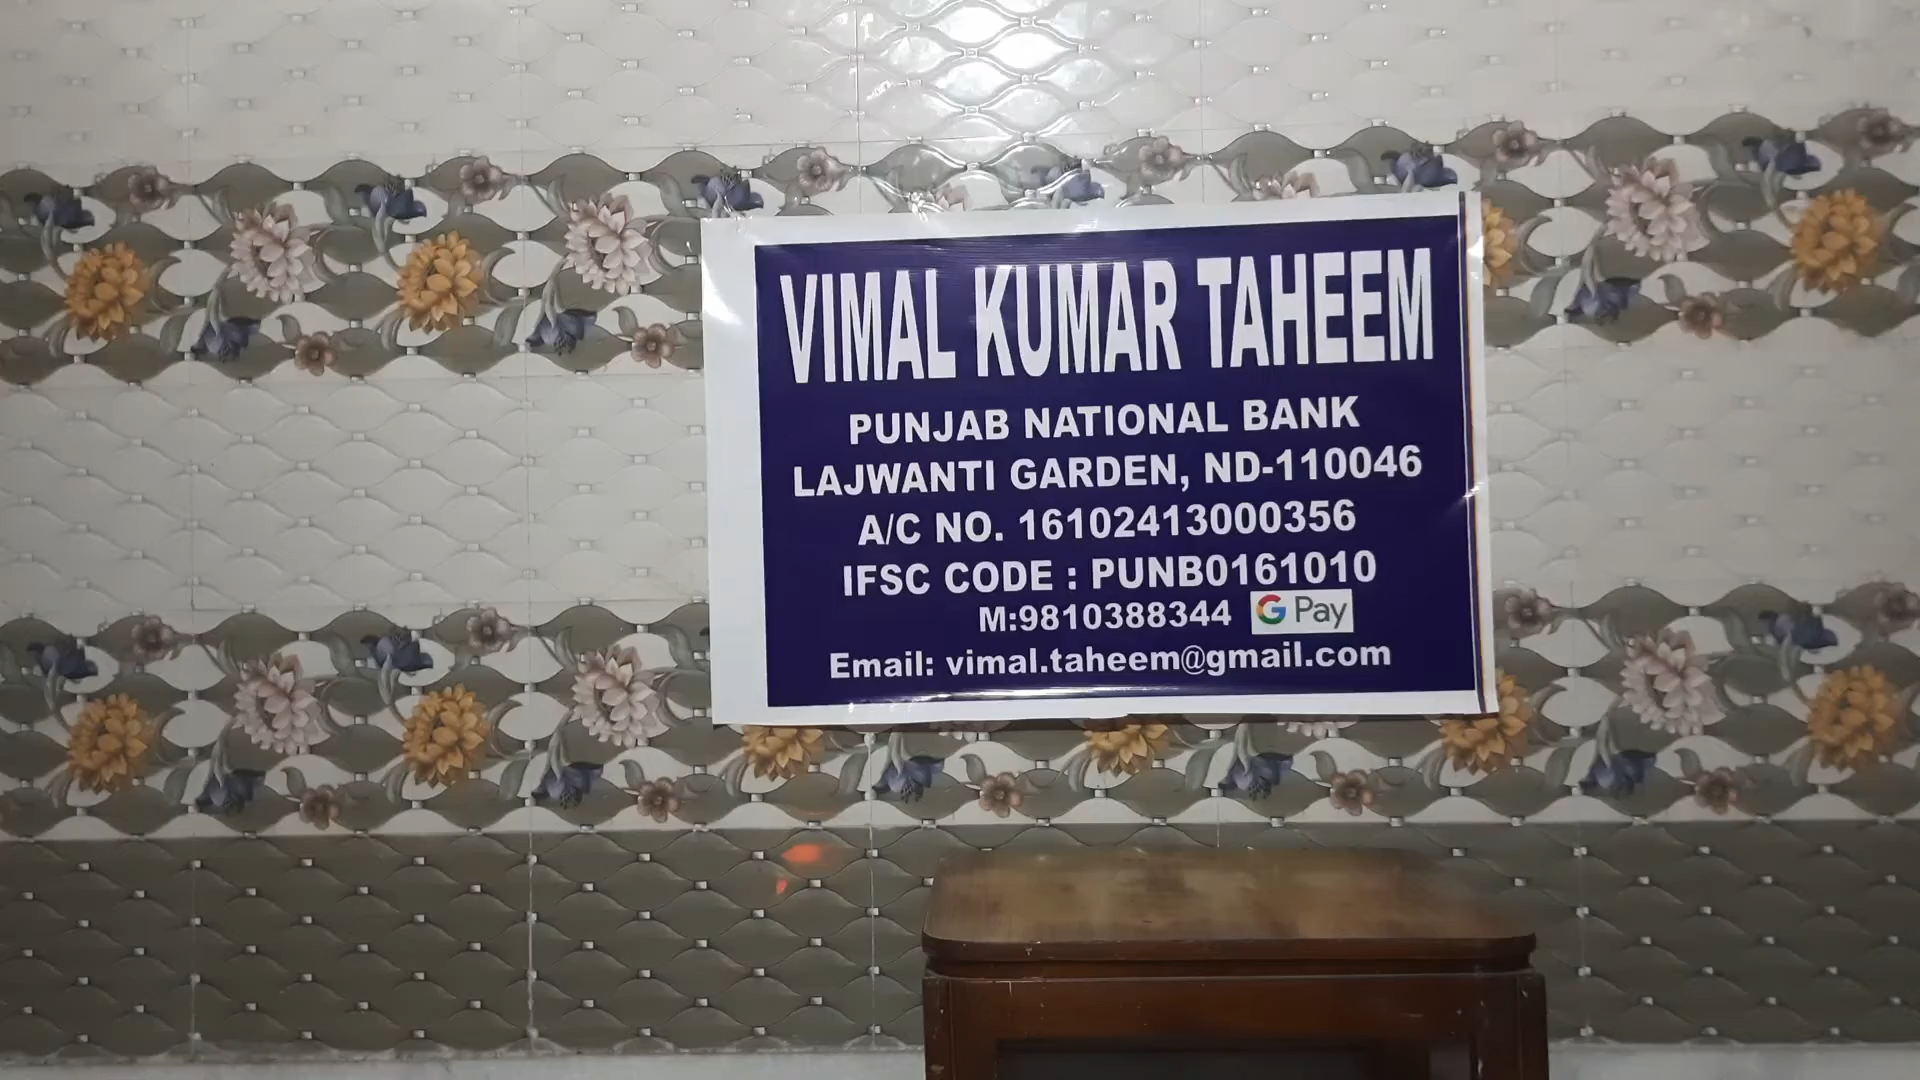 VIMAL KUMAR TAHEEM
PUNJAB NATIONAL BANK
LAJWANTI GARDEN, ND-110046
A/C NO. 16102413000356
IFSC CODE : PUNB0161010
M:9810388344 G Pay
Email: vimal.taheem@gmail.com